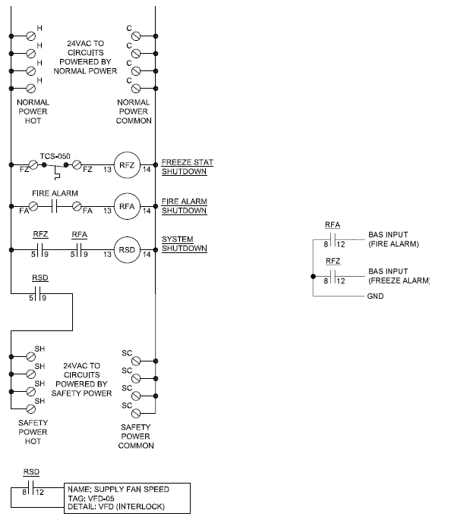 H
H
H
H
24VAC TO
CIRCUITS
POWERED BY
NORMAL POWER
C
C
C
C
NORMAL
POWER
HOT
NORMAL
POWER
COMMON
TCS-050
FZ
FZ
13
RFZ
14
FREEZE STAT
SHUTDOWN
FIRE ALARM
FA
FA
13
RFA
14
FIRE ALARM
SHUTDOWN
RFZ
5 9
RFA
5 9
13
RSD
14
SYSTEM
SHUTDOWN
RSD
5 9
RFA
8 12
BAS INPUT
(FIRE ALARM)
RFZ
8 12
BAS INPUT
(FREEZE ALARM)
GND
SH
SH
SH
SH
24VAC TO
CIRCUITS
POWERED BY
SAFETY POWER
SC
SC
SC
SC
SAFETY
POWER
HOT
SAFETY
POWER
COMMON
RSD
8 12
NAME: SUPPLY FAN SPEED
TAG: VFD-05
DETAIL: VFD (INTERLOCK)